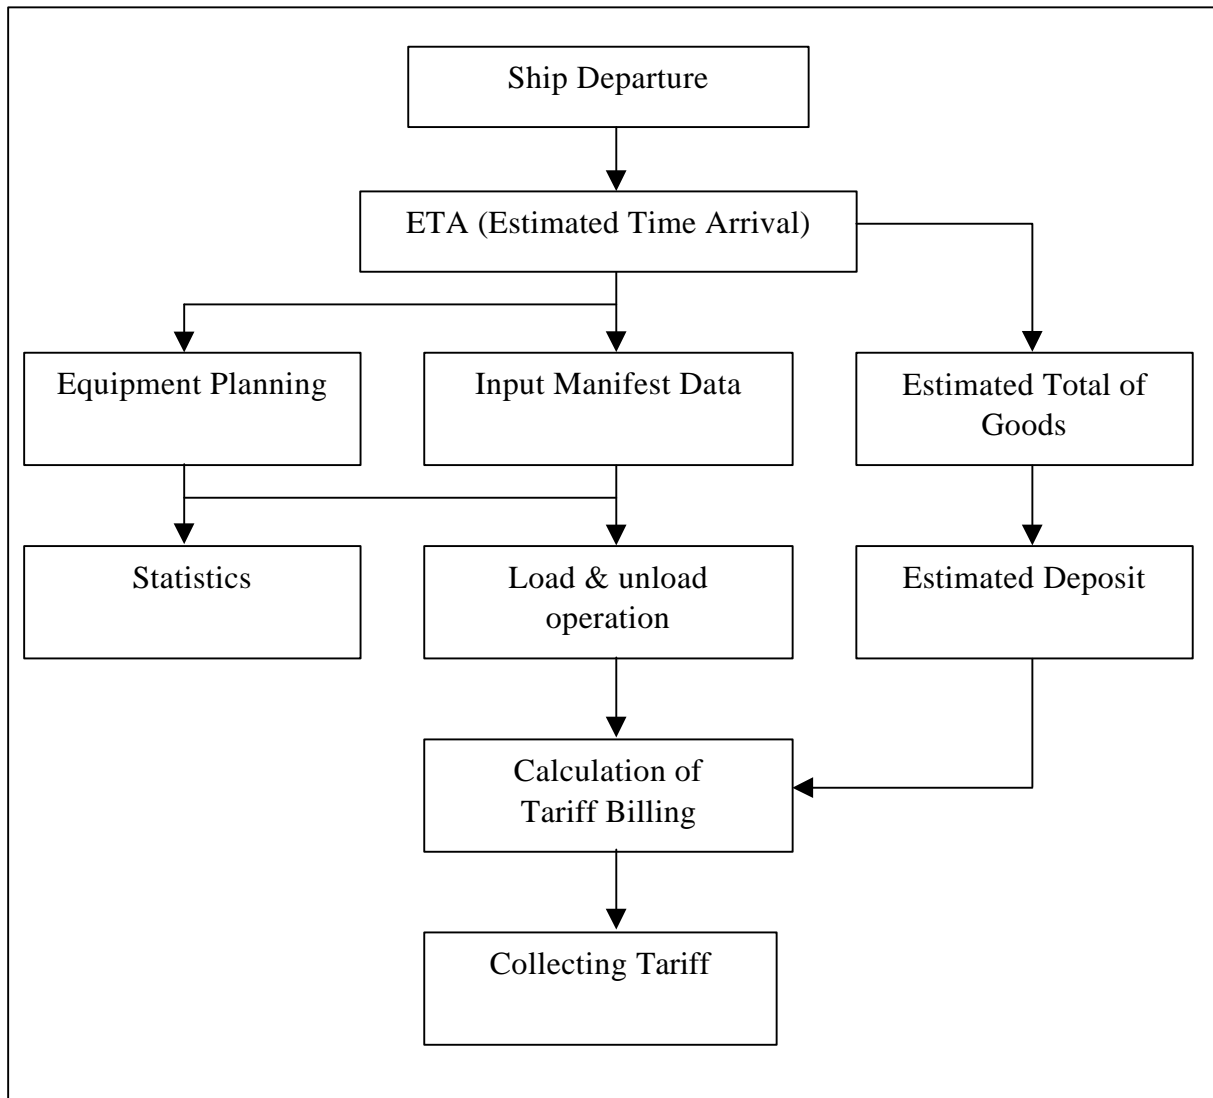 Ship Departure
ETA (Estimated Time Arrival)
Equipment Planning
Input Manifest Data
Estimated Total of
Goods
Statistics
Load & unload
operation
Estimated Deposit
Calculation of
Tariff Billing
Collecting Tariff